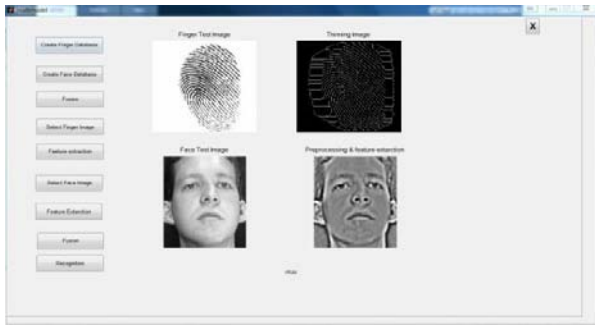 Create Finger Database
Create Face Database
Fusion
Select Finger Image
Feature extraction
Select Face Image
Feature Extraction
Fusion
Recognition
Finger Test Image
Thinning Image
Face Test Image
Preprocessing & feature extarction
X